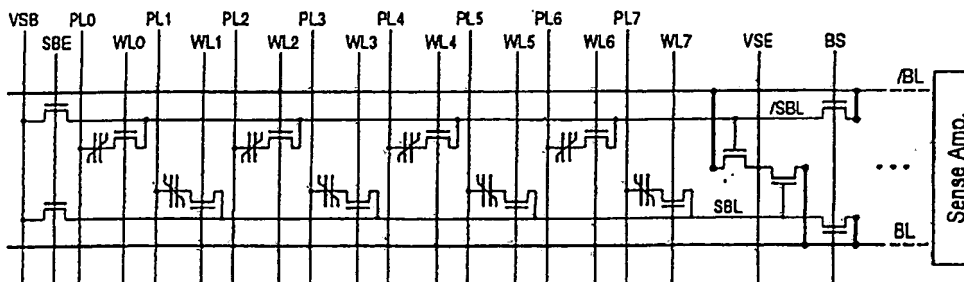 VSB PL0 PL1 PL2 PL3 PL4 PL5 PL6 PL7
SBE WL0 WL1 WL2 WL3 WL4 WL5 WL6 WL7 VSE BS
/BL
/SBL
Sense Amp.
SBL
BL